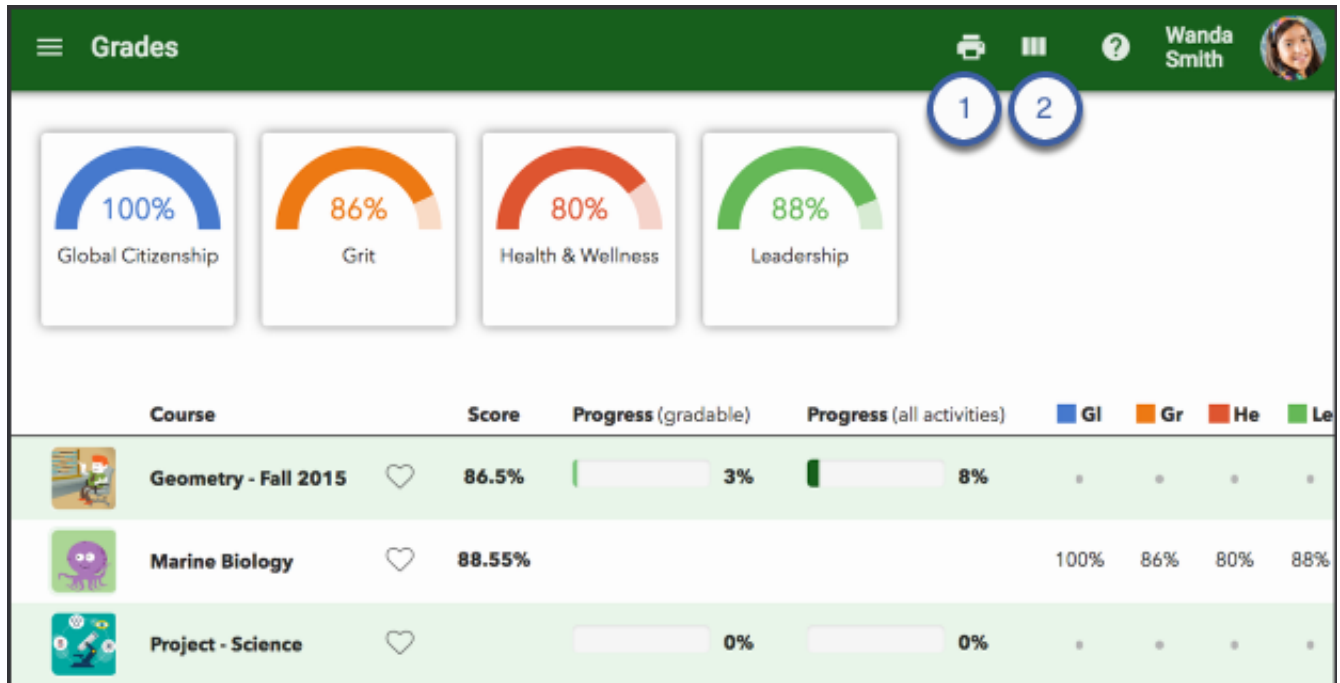 Grades
Wanda
Smith
1
2
100%
Global Citizenship
86%
Grit
80%
Health & Wellness
88%
Leadership
Course Score Progress (gradable) Progress (all activities) Gl Gr He Le
Geometry - Fall 2015 86.5% 3% 8%
Marine Biology 88.55% 100% 86% 80% 88%
Project - Science 0% 0%